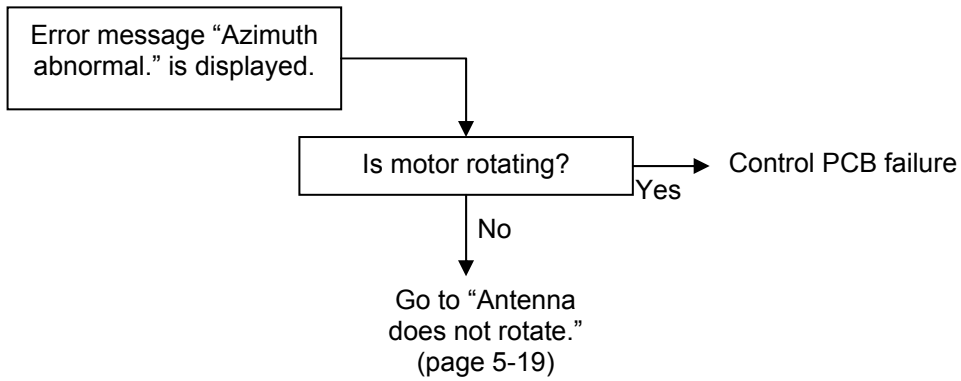 Error message “Azimuth
abnormal.” is displayed.
Is motor rotating?
Yes
Control PCB failure
No
Go to “Antenna
does not rotate.”
(page 5-19)